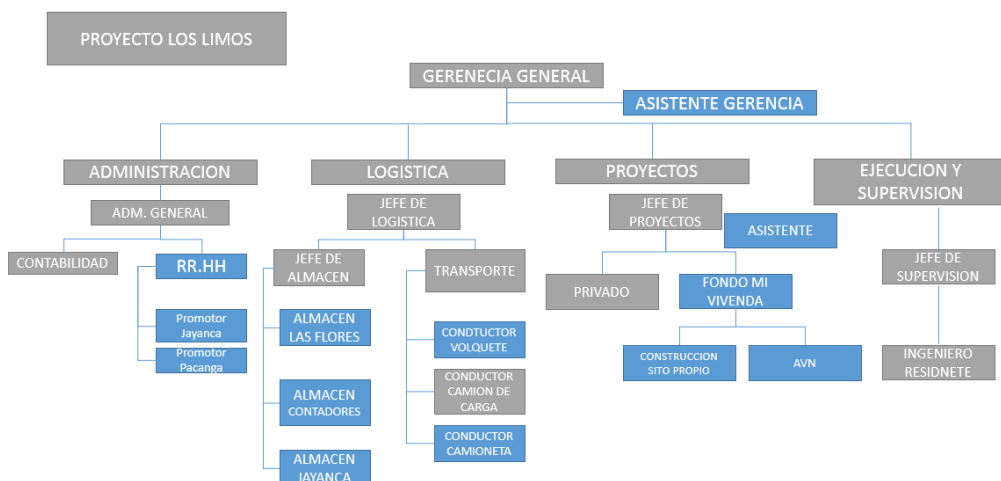 PROYECTO LOS LIMOS
GERENECIA GENERAL
ASISTENTE GERENCIA
ADMINISTRACION
LOGISTICA
PROYECTOS
EJECUCION Y
SUPERVISION
ADM. GENERAL
JEFE DE
LOGISTICA
JEFE DE
PROYECTOS
ASISTENTE
CONTABILIDAD
RR.HH
JEFE DE
ALMACEN
TRANSPORTE
PRIVADO
FONDO MI
VIVENDA
JEFE DE
SUPERVISION
Promotor
Jayanca
Promotor
Pacanga
ALMACEN
LAS FLORES
ALMACEN
CONTADORES
ALMACEN
JAYANCA
CONDTUCTOR
VOLQUETE
CONDUCTOR
CAMION DE
CARGA
CONDUCTOR
CAMIONETA
CONSTRUCCION
SITO PROPIO
AVN
INGENIERO
RESIDNETE